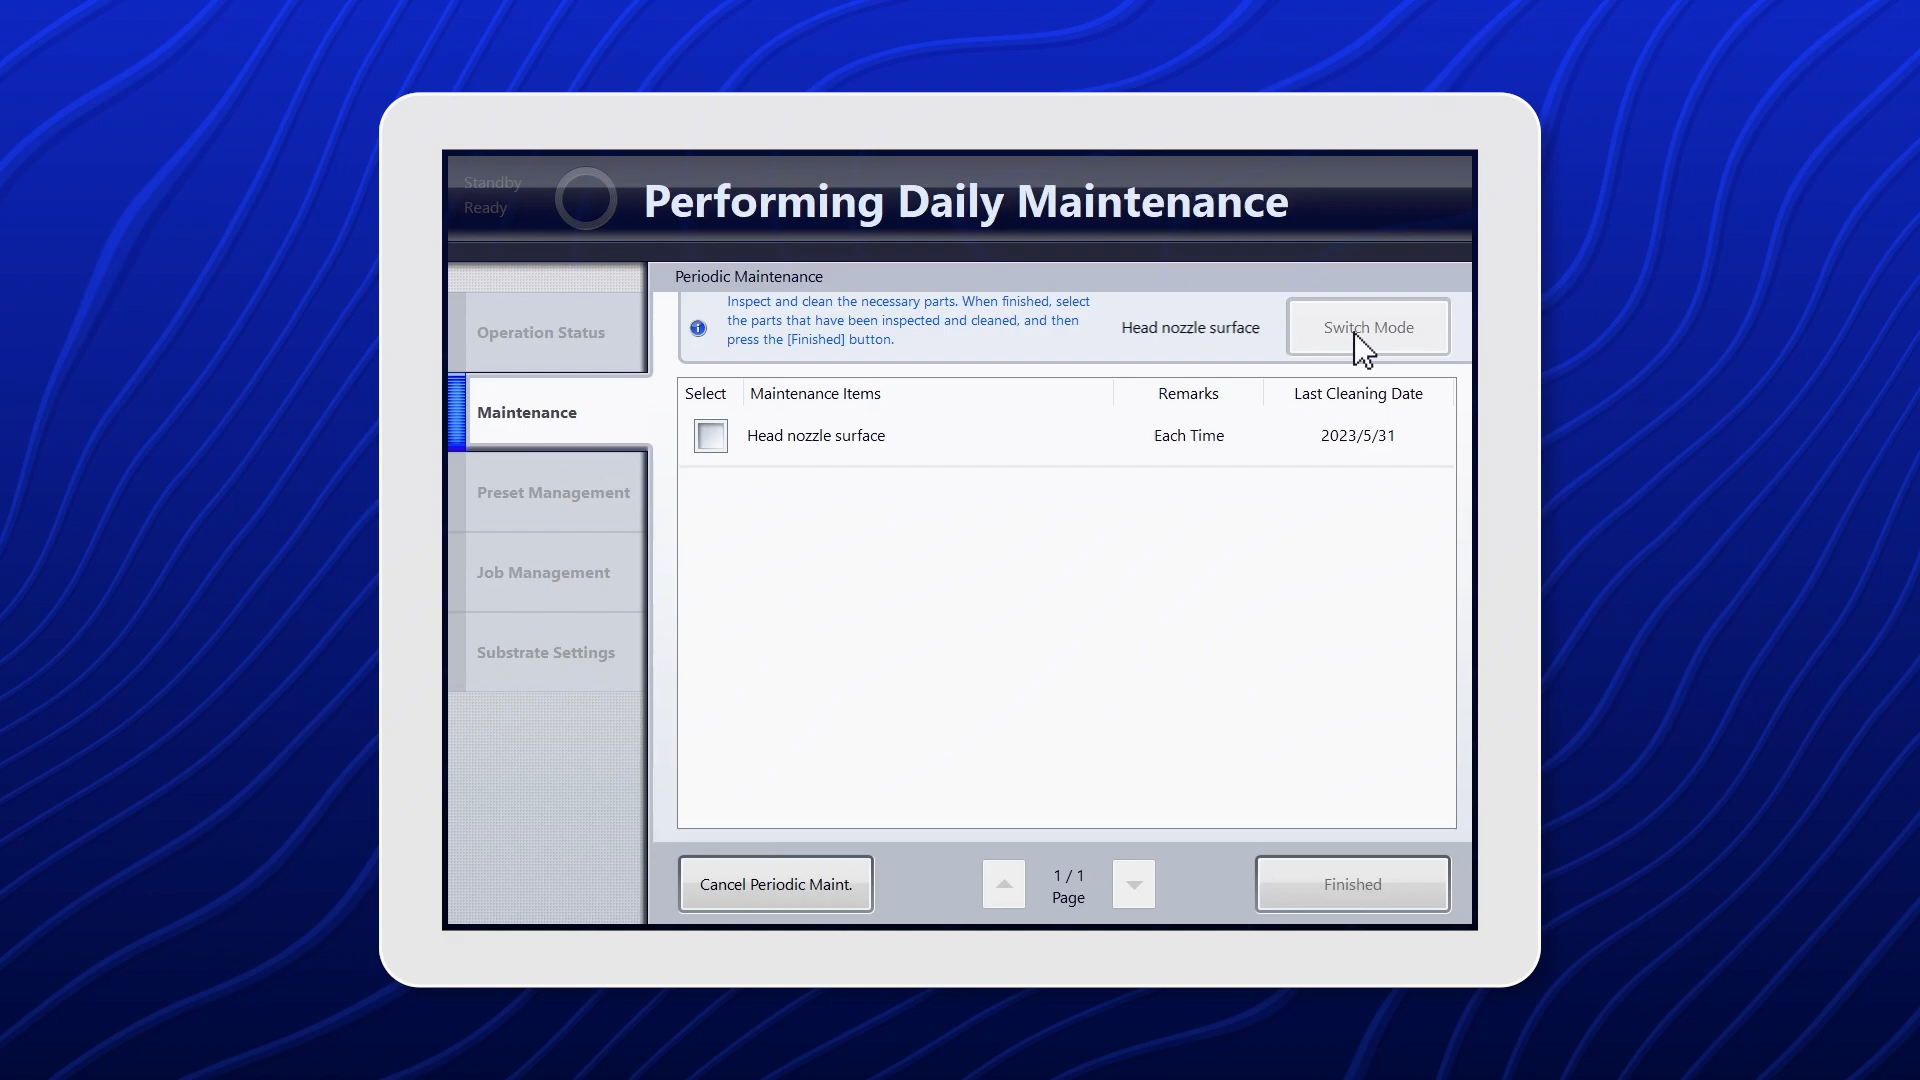 Standby
Ready
Performing Daily Maintenance
Periodic Maintenance
Inspect and clean the necessary parts. When finished, select
the parts that have been inspected and cleaned, and then
press the [Finished] button.
Head nozzle surface
Switch Mode
Operation Status
Maintenance
Preset Management
Job Management
Substrate Settings
Select Maintenance Items Remarks Last Cleaning Date
Head nozzle surface Each Time 2023/5/31
Cancel Periodic Maint.
1 / 1
Page
Finished